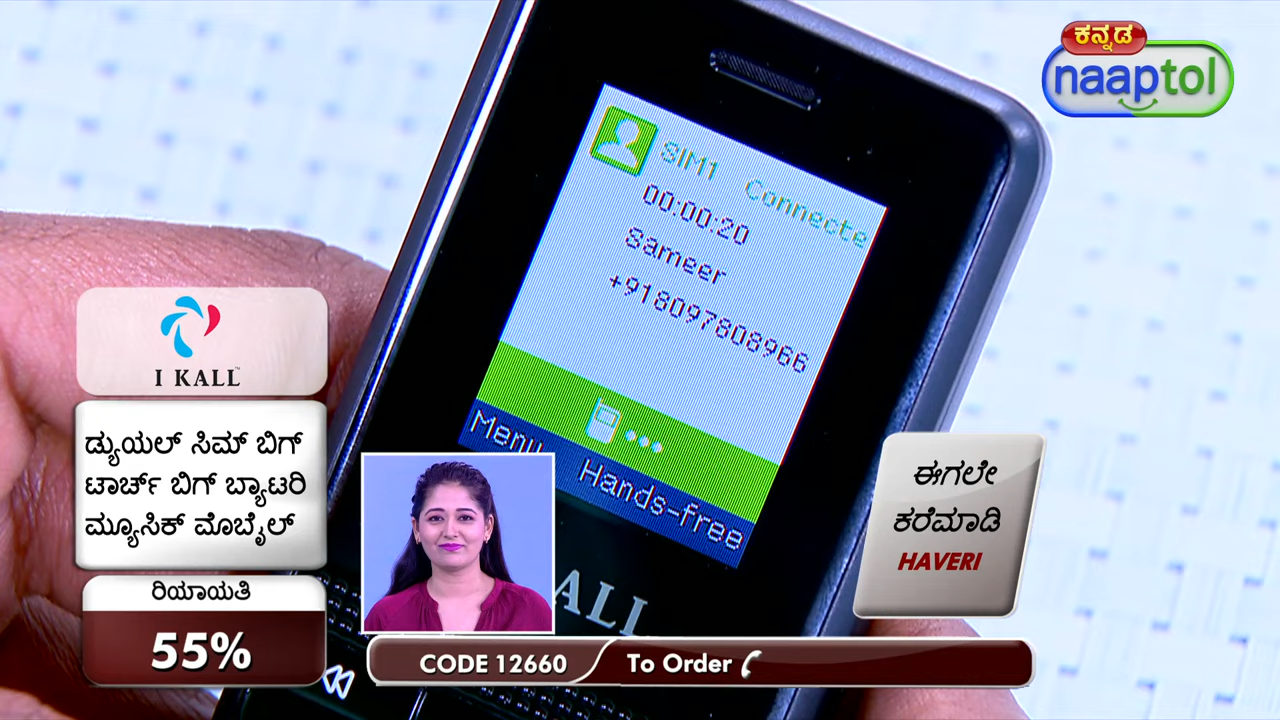 ಕನ್ನಡ
naaptol
SIM1 Connecte
00:00:20
Sameer
+918097808966
Menu
Hands-free
I KALL™
ಡ್ಯುಯಲ್ ಸಿಮ್ ಬಿಗ್
ಟಾರ್ಚ್ ಬಿಗ್ ಬ್ಯಾಟರಿ
ಮ್ಯೂಸಿಕ್ ಮೊಬೈಲ್
ರಿಯಾಯತಿ
55%
ಈಗಲೇ
ಕರೆಮಾಡಿ
HAVERI
KALL
CODE 12660
To Order